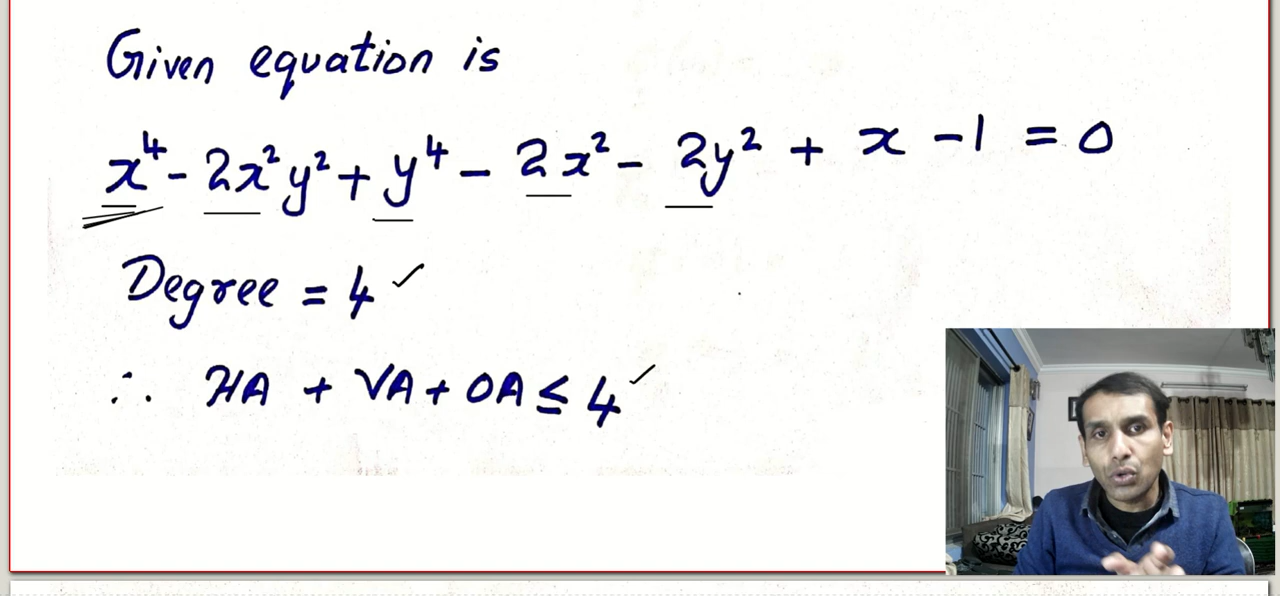 Given equation is
x⁴ - 2x²y² + y⁴ - 2x² - 2y² + x - 1 = 0
Degree = 4 ✓
∴ HA + VA + OA ≤ 4 ✓